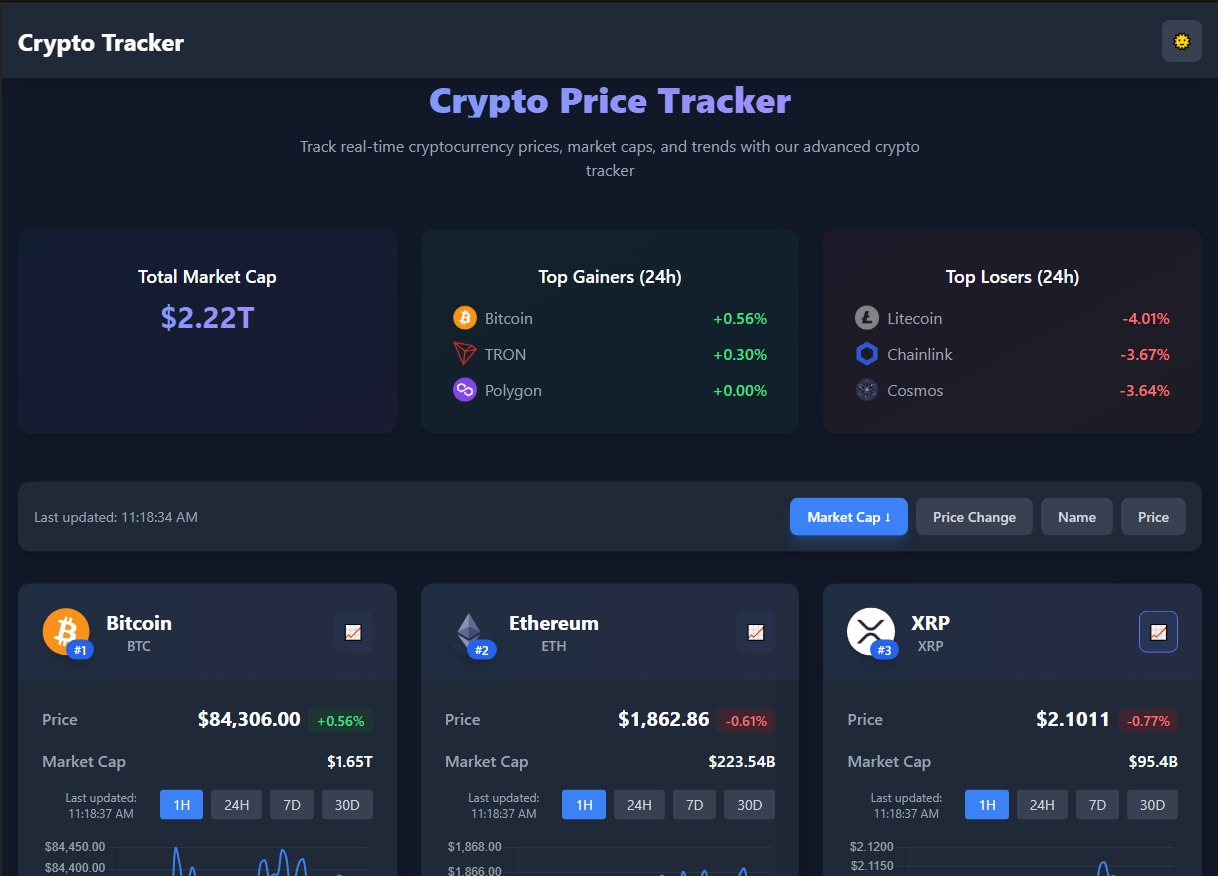 Crypto Tracker
Crypto Price Tracker
Track real-time cryptocurrency prices, market caps, and trends with our advanced crypto
tracker
Total Market Cap
$2.22T
Top Gainers (24h)
Bitcoin +0.56%
TRON +0.30%
Polygon +0.00%
Top Losers (24h)
Litecoin -4.01%
Chainlink -3.67%
Cosmos -3.64%
Last updated: 11:18:34 AM
Market Cap ↓ Price Change Name Price
#1
Bitcoin
BTC
Price $84,306.00 +0.56%
Market Cap $1.65T
Last updated:
11:18:37 AM
1H 24H 7D 30D
$84,450.00
$84,400.00
#2
Ethereum
ETH
Price $1,862.86 -0.61%
Market Cap $223.54B
Last updated:
11:18:37 AM
1H 24H 7D 30D
$1,868.00
$1,866.00
#3
XRP
XRP
Price $2.1011 -0.77%
Market Cap $95.4B
Last updated:
11:18:37 AM
1H 24H 7D 30D
$2.1200
$2.1150